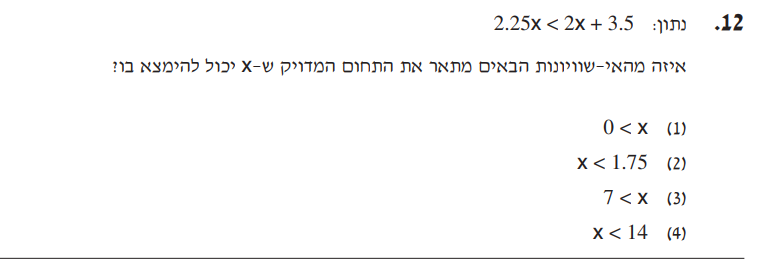 12. נתון: 2.25x < 2x + 3.5
איזה מהאי-שוויונות הבאים מתאר את התחום המדויק ש-x יכול להימצא בו?
(1) 0 < x
(2) x < 1.75
(3) 7 < x
(4) x < 14